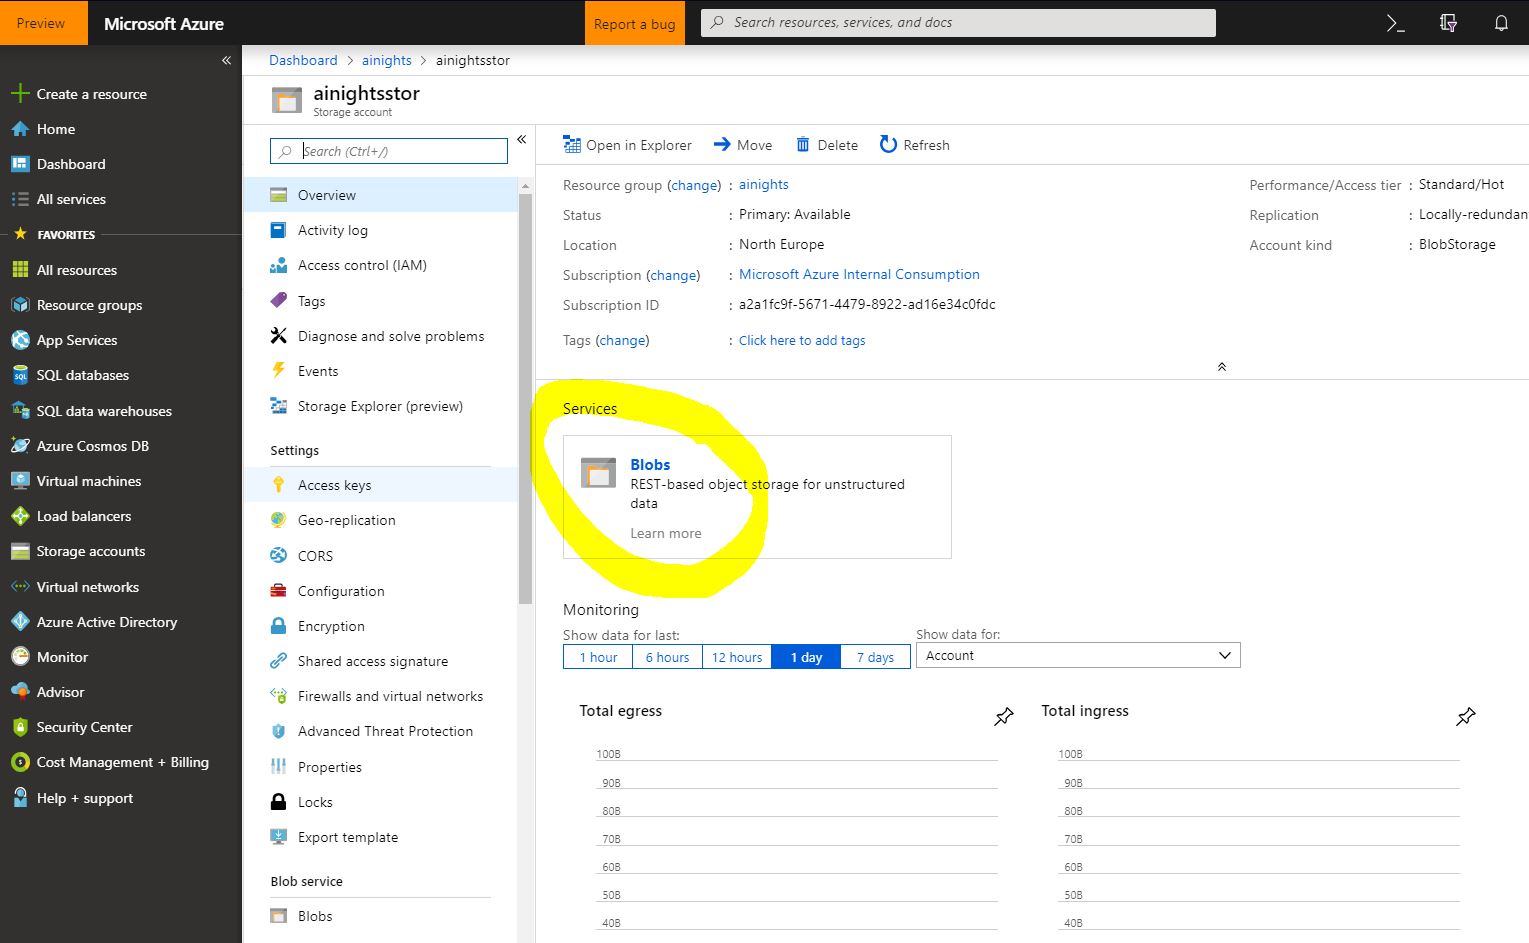 Preview
Microsoft Azure
Report a bug
Search resources, services, and docs
Create a resource
Home
Dashboard
All services
FAVORITES
All resources
Resource groups
App Services
SQL databases
SQL data warehouses
Azure Cosmos DB
Virtual machines
Load balancers
Storage accounts
Virtual networks
Azure Active Directory
Monitor
Advisor
Security Center
Cost Management + Billing
Help + support
Dashboard > ainights > ainightsstor
ainightsstor
Storage account
Search (Ctrl+/)
Overview
Activity log
Access control (IAM)
Tags
Diagnose and solve problems
Events
Storage Explorer (preview)
Settings
Access keys
Geo-replication
CORS
Configuration
Encryption
Shared access signature
Firewalls and virtual networks
Advanced Threat Protection
Properties
Locks
Export template
Blob service
Blobs
Open in Explorer
Move
Delete
Refresh
Resource group (change) : ainights
Status : Primary: Available
Location : North Europe
Subscription (change) : Microsoft Azure Internal Consumption
Subscription ID : a2a1fc9f-5671-4479-8922-ad16e34c0fdc
Tags (change) : Click here to add tags
Performance/Access tier : Standard/Hot
Replication : Locally-redundan
Account kind : BlobStorage
Services
Blobs
REST-based object storage for unstructured
data
Learn more
Monitoring
Show data for last:
1 hour
6 hours
12 hours
1 day
7 days
Show data for:
Account
Total egress
100B
90B
80B
70B
60B
50B
40B
Total ingress
100B
90B
80B
70B
60B
50B
40B